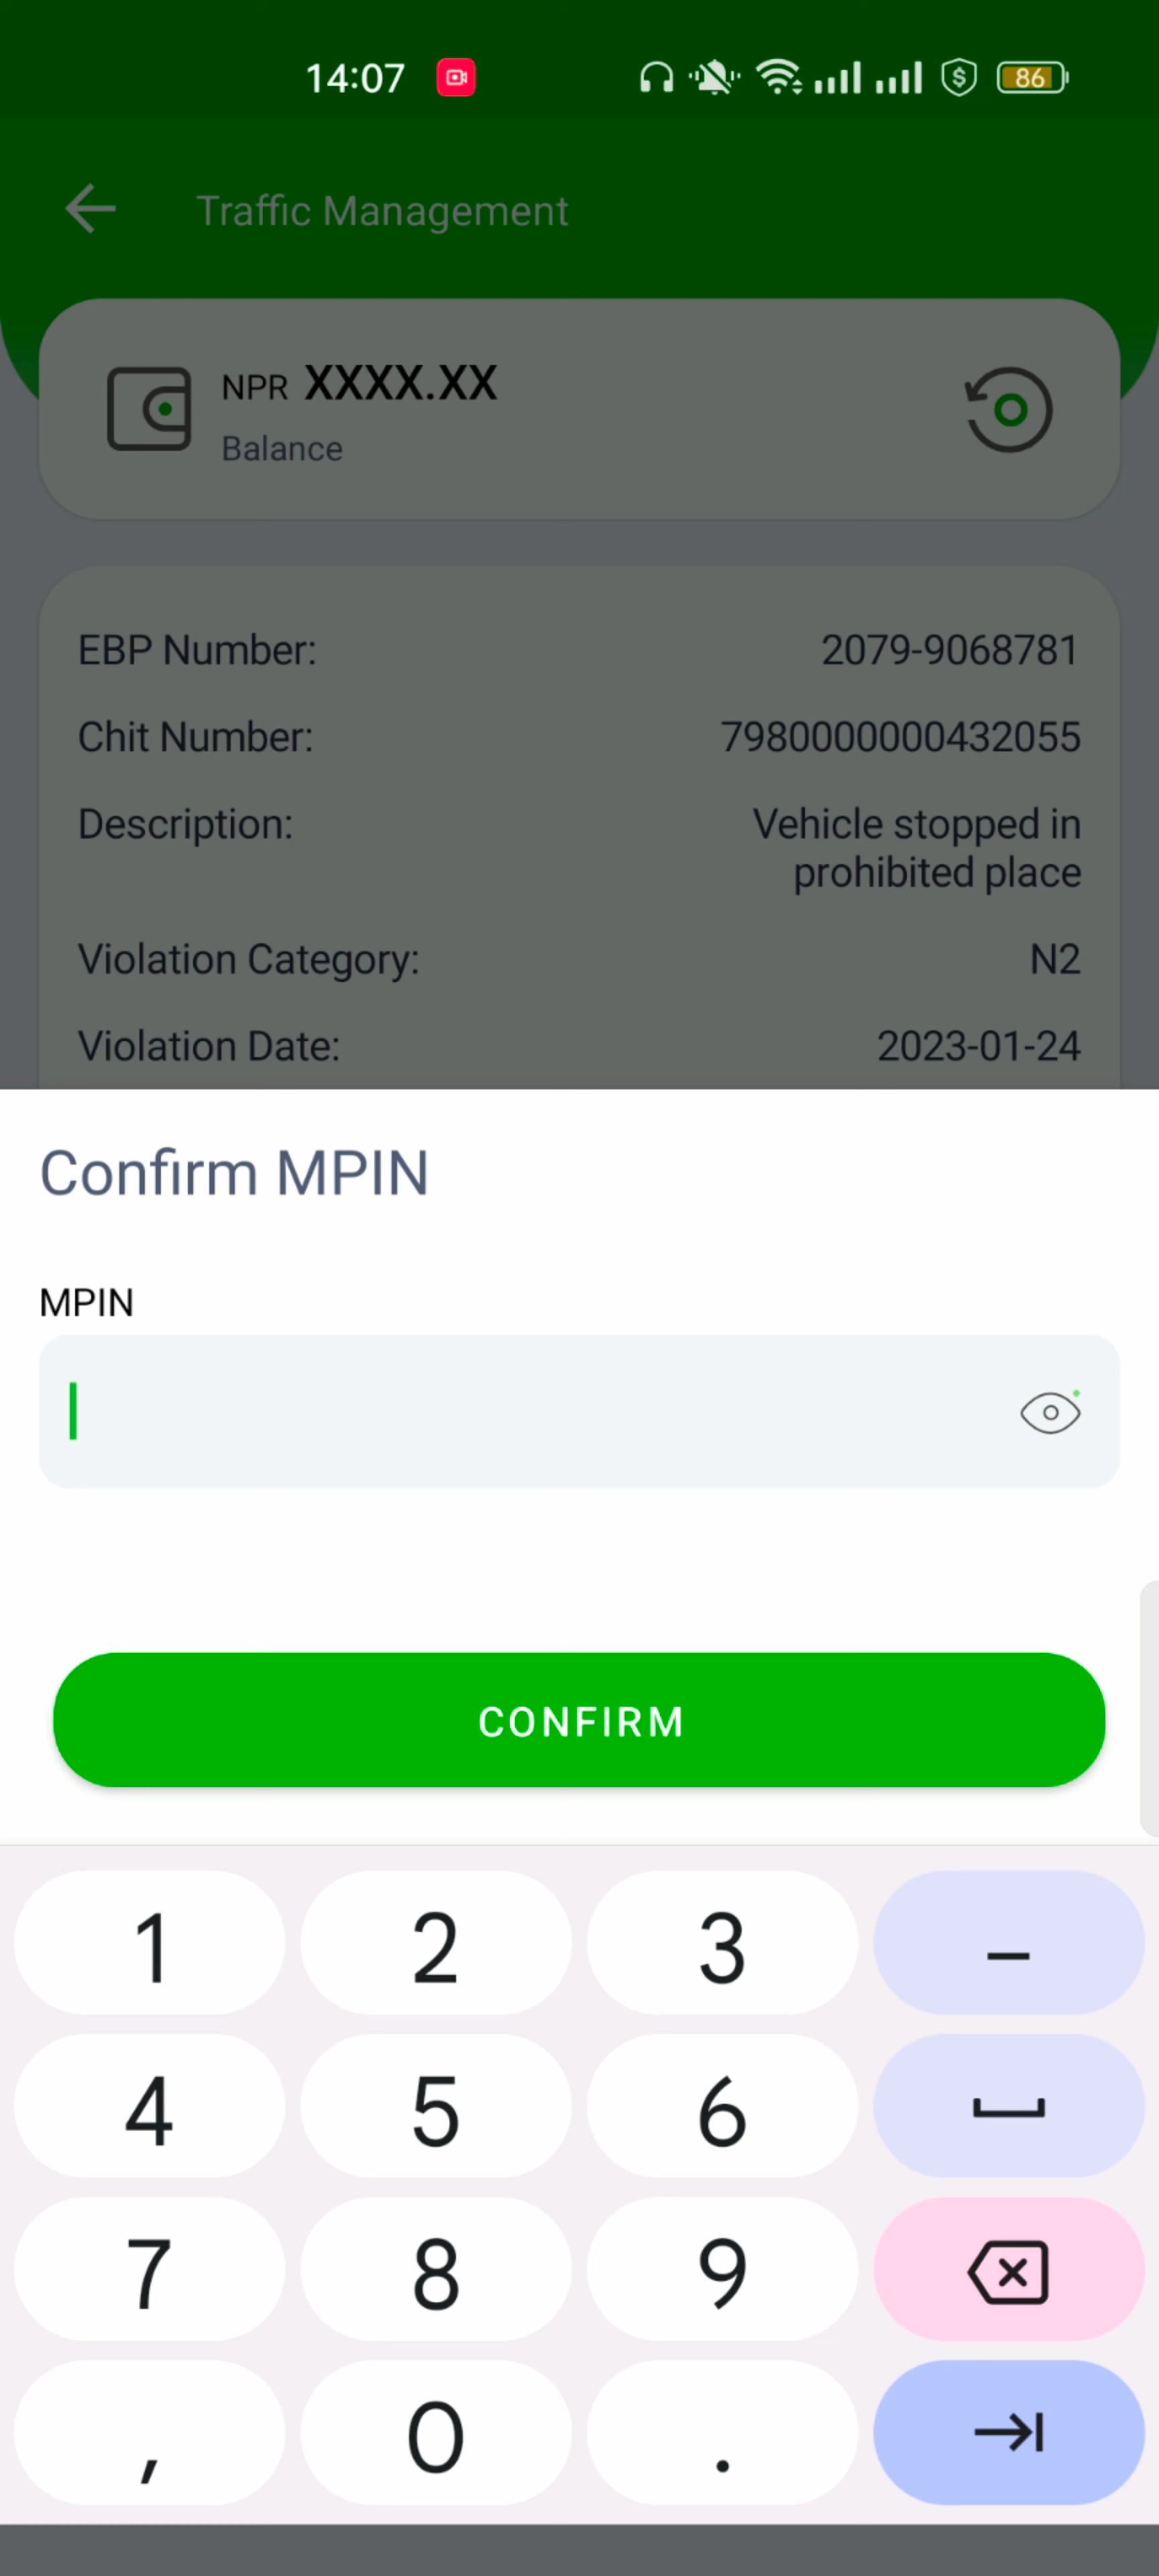 14:07
86
Traffic Management
NPR XXXX.XX
Balance
EBP Number: 2079-9068781
Chit Number: 7980000000432055
Description: Vehicle stopped in
prohibited place
Violation Category: N2
Violation Date: 2023-01-24
Confirm MPIN
MPIN
CONFIRM
1 2 3 –
4 5 6
7 8 9
, 0 .